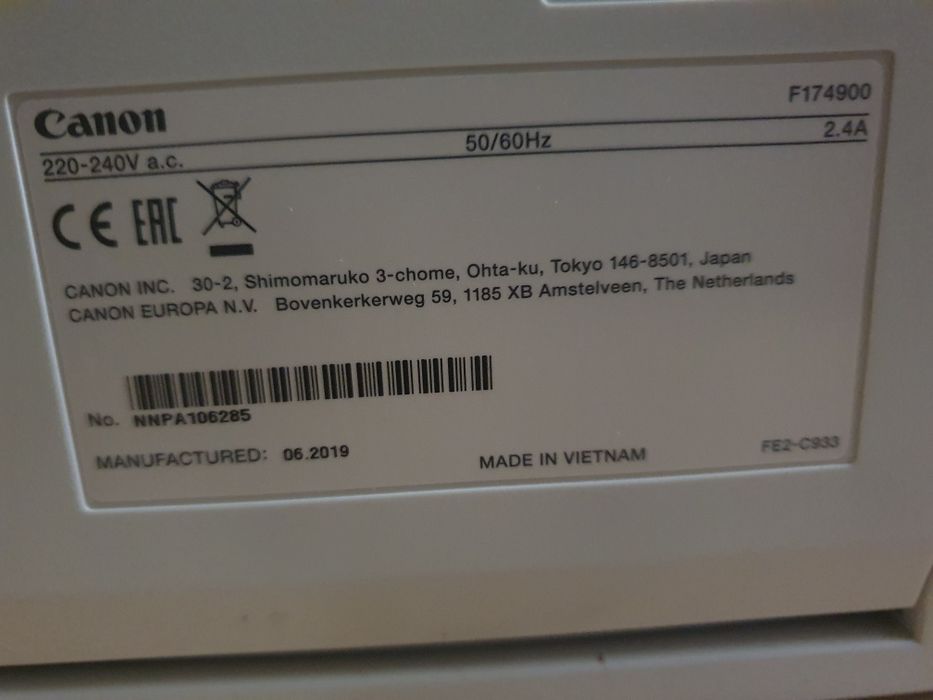 Canon
F174900
220-240V a.c. 50/60Hz 2.4A
CE EAC
CANON INC. 30-2, Shimomaruko 3-chome, Ohta-ku, Tokyo 146-8501, Japan
CANON EUROPA N.V. Bovenkerkerweg 59, 1185 XB Amstelveen, The Netherlands
No. NNPA106285
MANUFACTURED: 06.2019 MADE IN VIETNAM FE2-C933